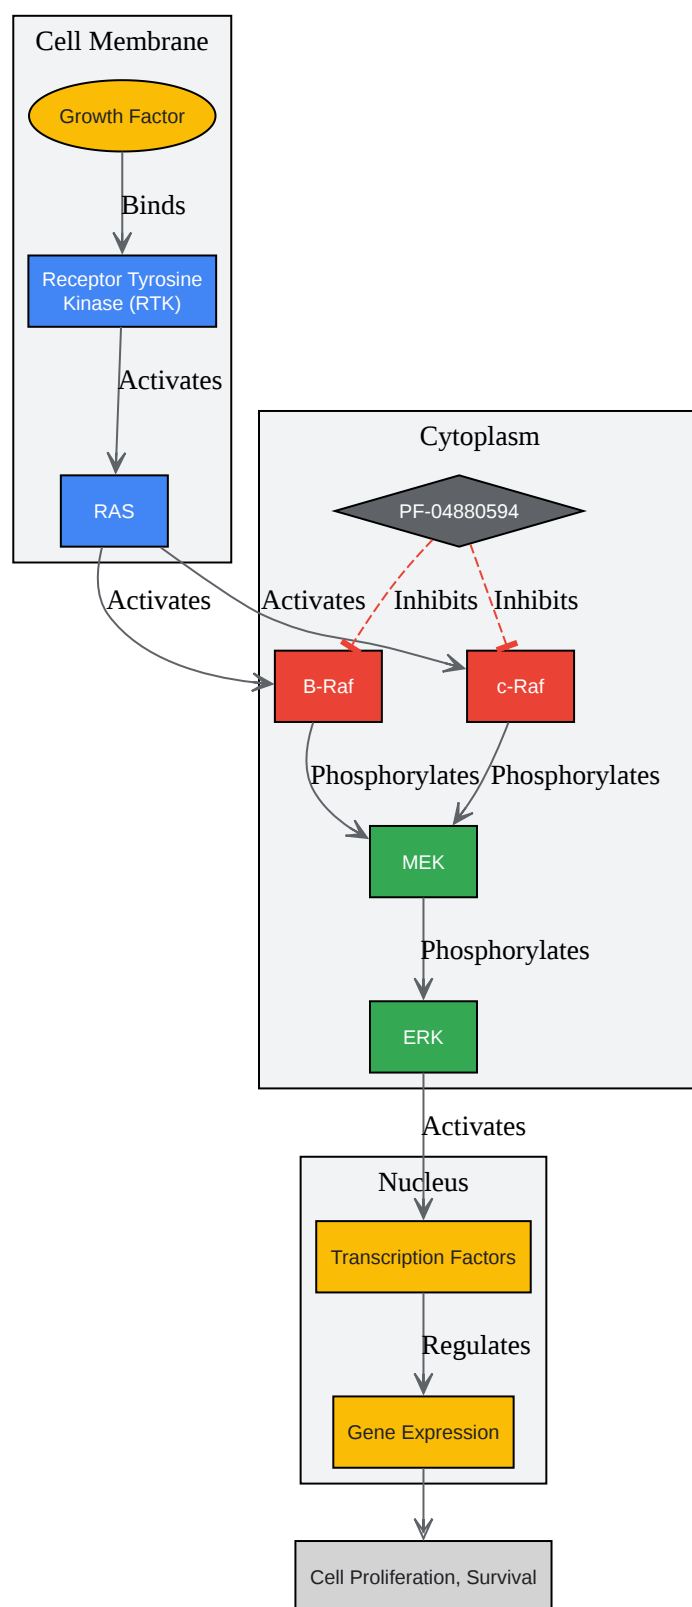 Cell Membrane
Growth Factor
Binds
Receptor Tyrosine
Kinase (RTK)
Activates
RAS
Cytoplasm
PF-04880594
Activates
Activates
Inhibits
Inhibits
B-Raf
c-Raf
Phosphorylates
Phosphorylates
MEK
Phosphorylates
ERK
Activates
Nucleus
Transcription Factors
Regulates
Gene Expression
Cell Proliferation, Survival